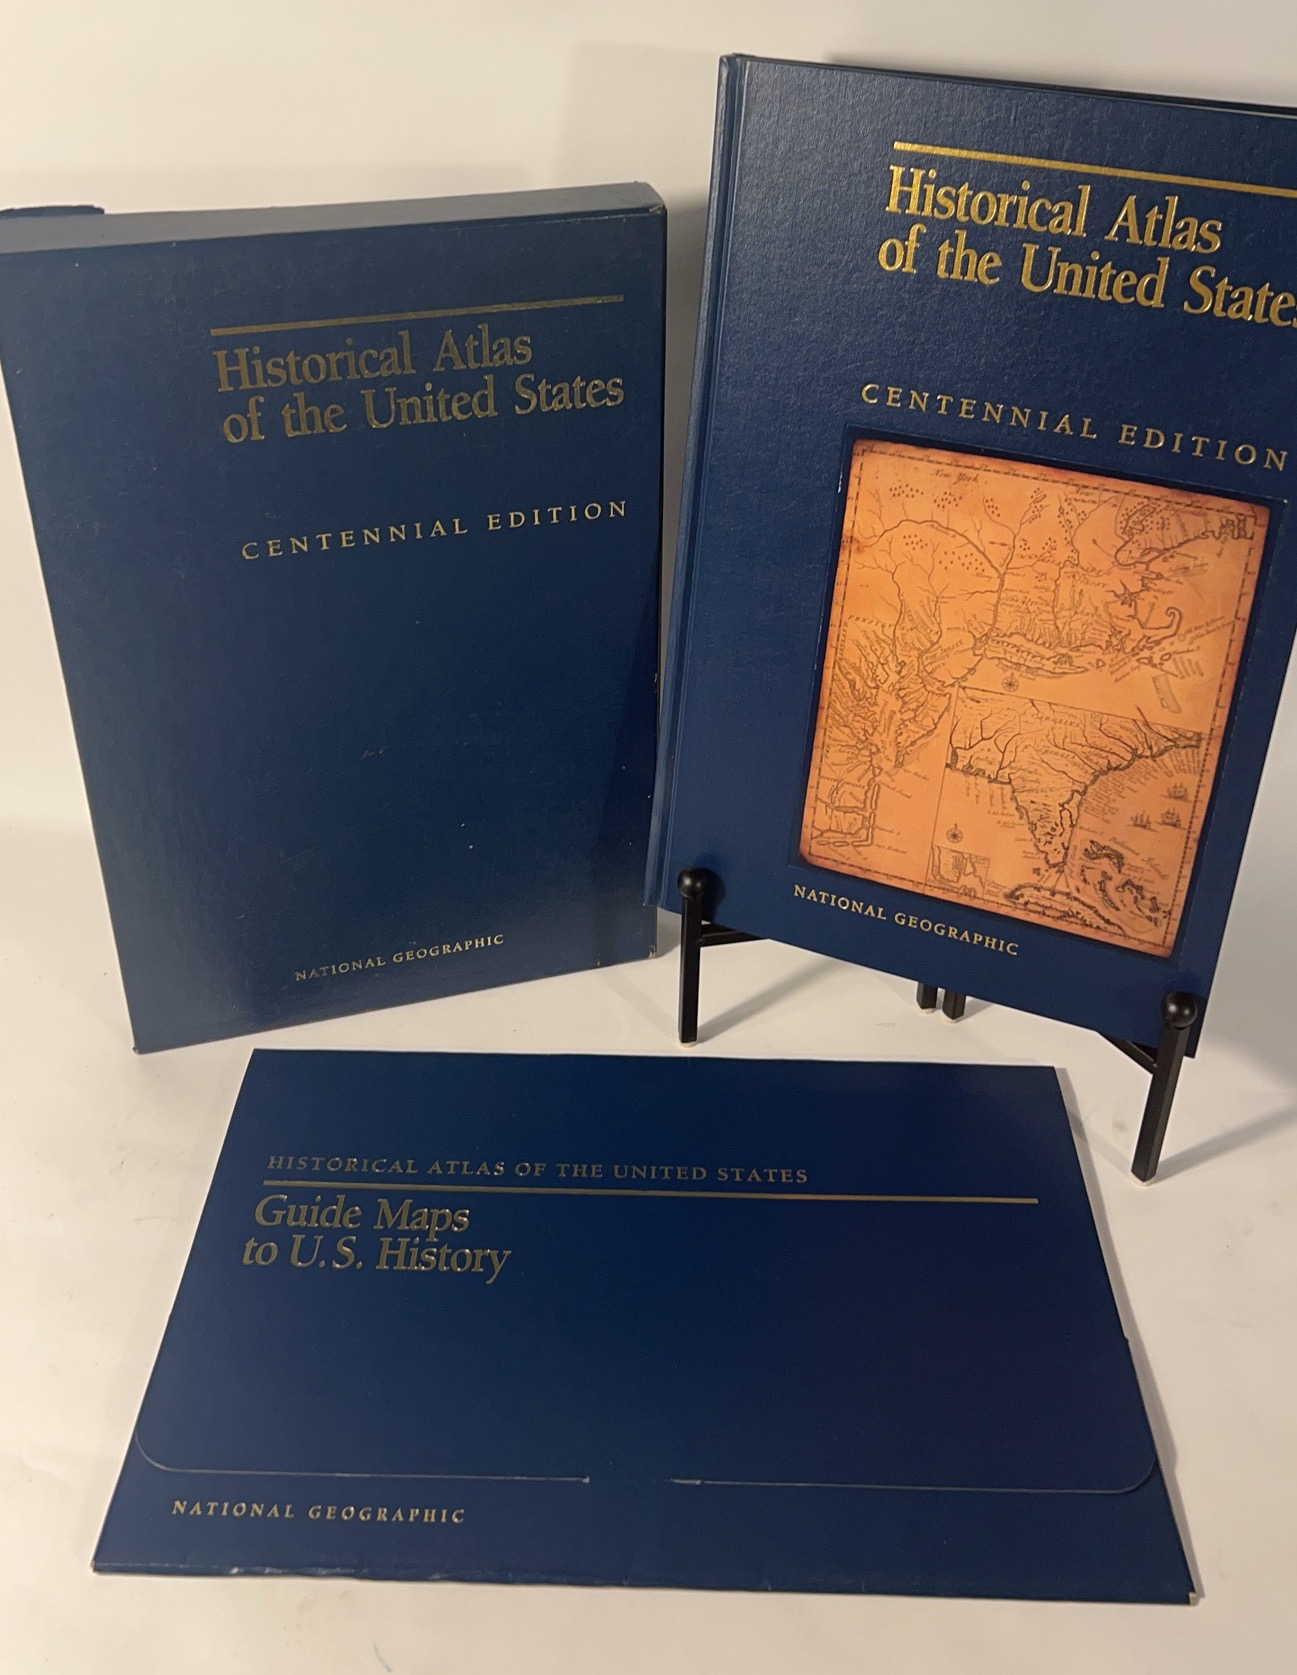 Historical Atlas
of the United States
CENTENNIAL EDITION
NATIONAL GEOGRAPHIC
Historical Atlas
of the United States
CENTENNIAL EDITION
New York
NATIONAL GEOGRAPHIC
HISTORICAL ATLAS OF THE UNITED STATES
Guide Maps
to U.S. History
NATIONAL GEOGRAPHIC